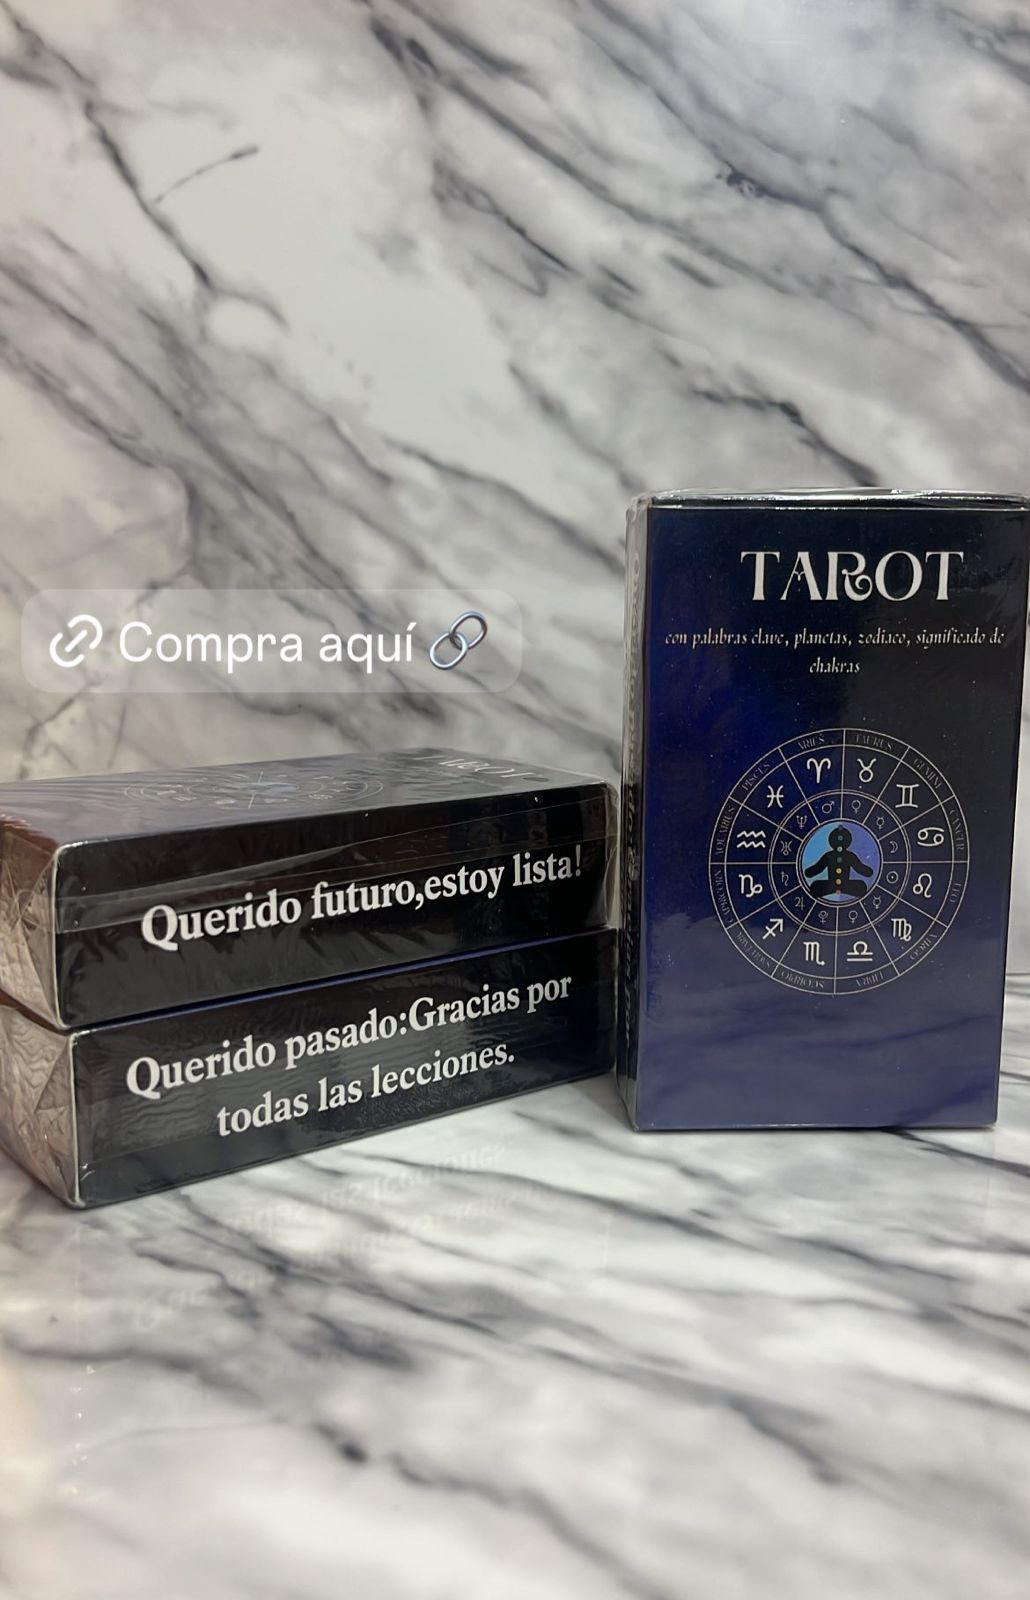 TAROT
con palabras clave, planetas, zodiaco, significado de
chakras
Compra aquí
TAROT
Querido futuro,estoy lista!
Querido pasado:Gracias por
todas las lecciones.
ARIES
TAURUS
GEMINI
CANCER
LEO
VIRGO
LIBRA
SCORPIO
CAPRICORN
AQUARIUS
PISCES